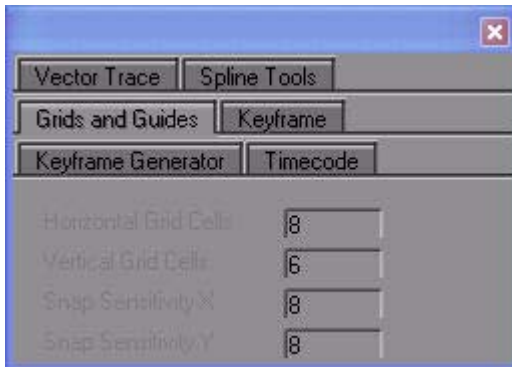 Vector Trace Spline Tools
Grids and Guides Keyframe
Keyframe Generator Timecode
Horizontal Grid Cells 8
Vertical Grid Cells 6
Snap Sensitivity X 8
Snap Sensitivity Y 8